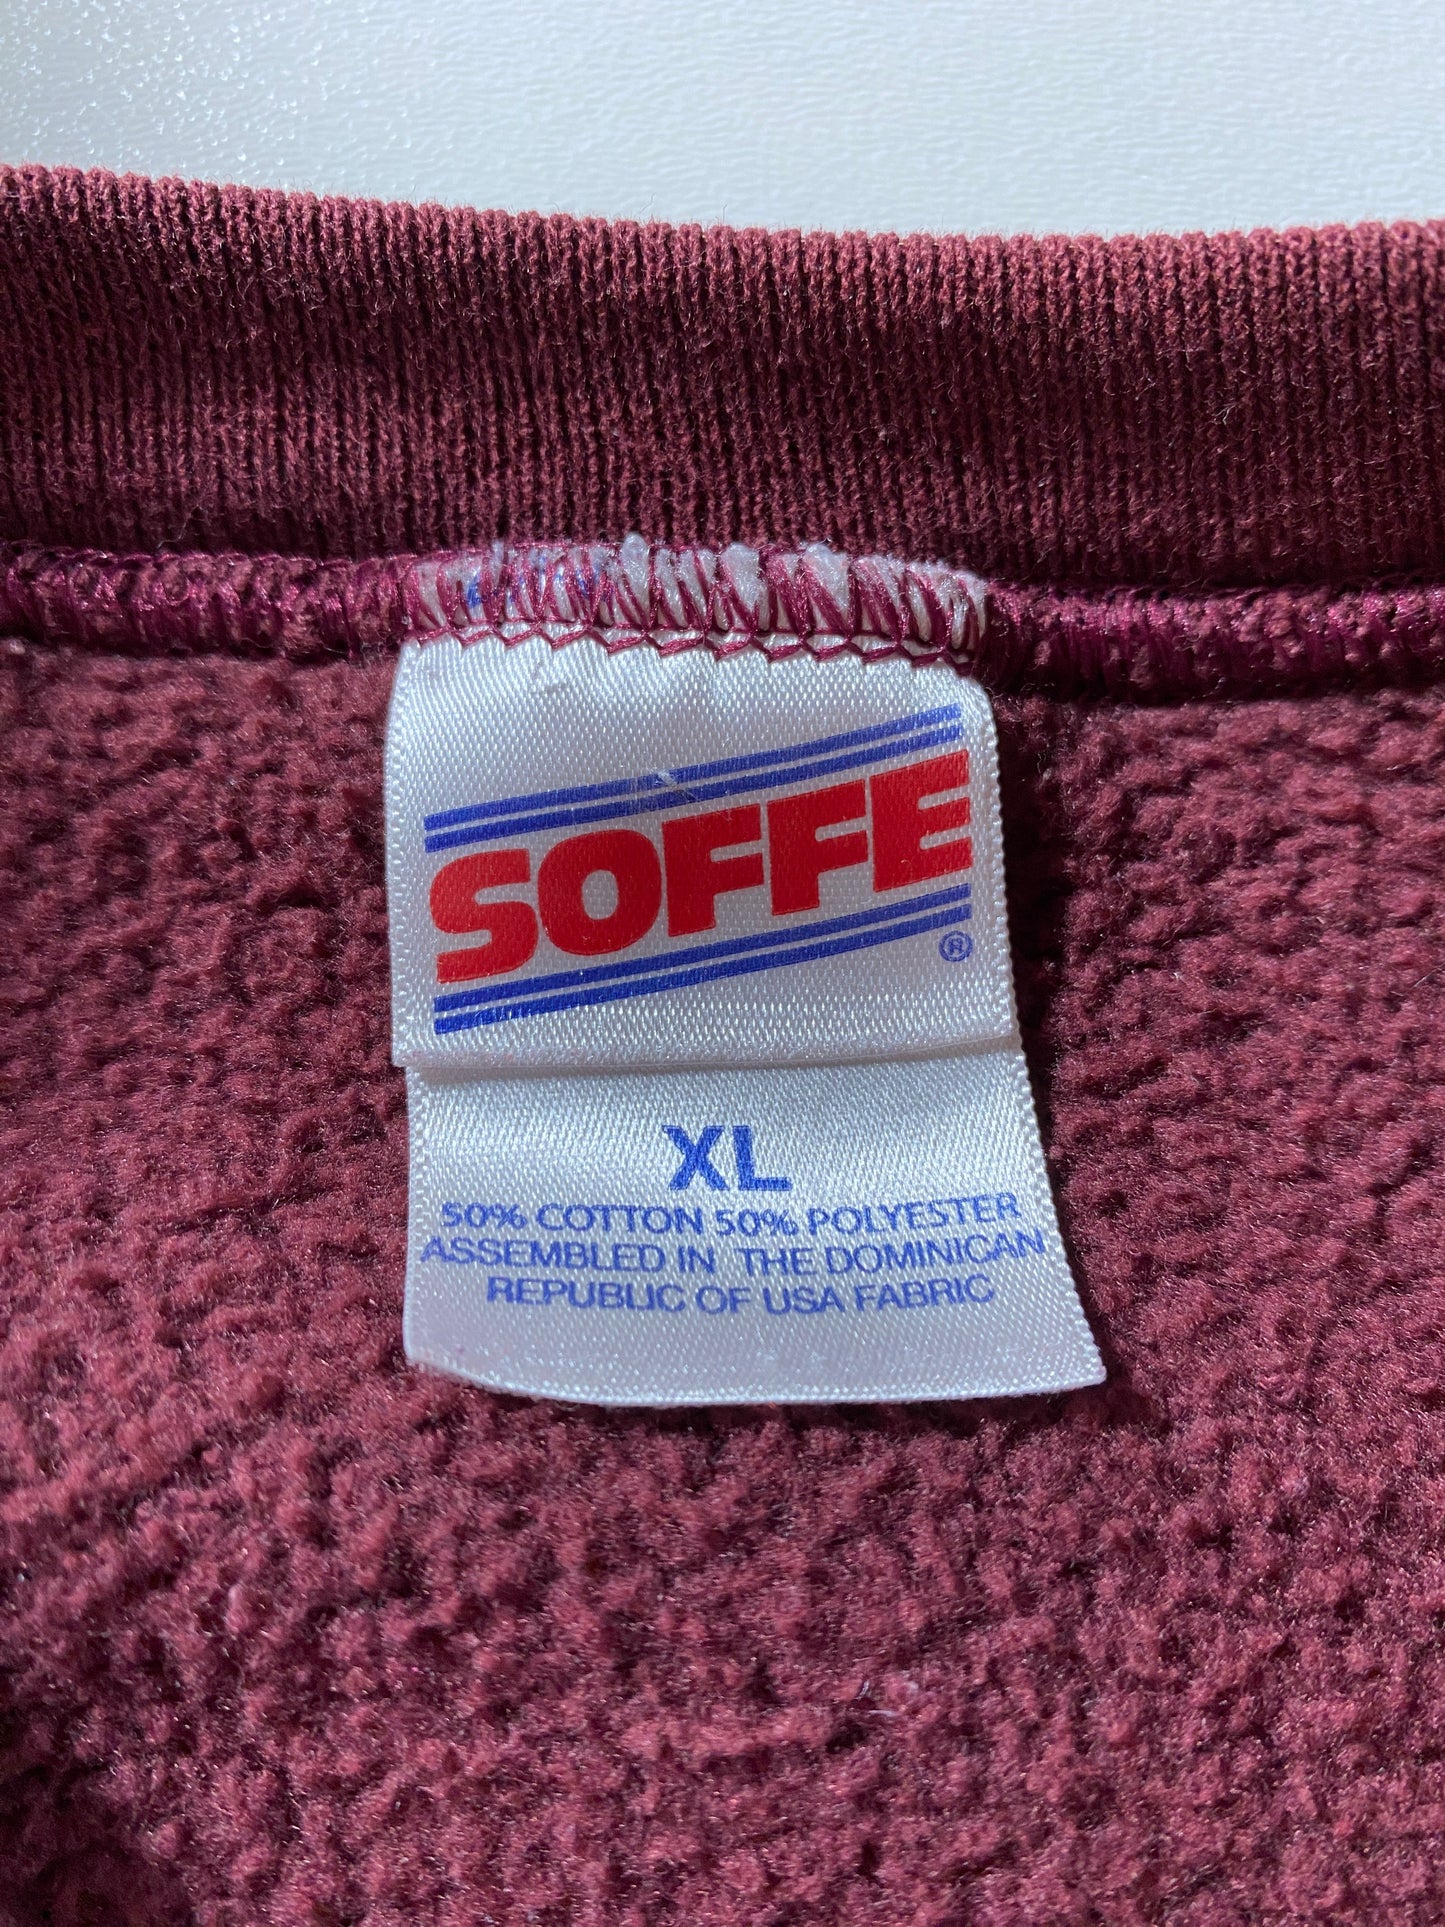 SOFFE
®
XL
50% COTTON 50% POLYESTER
ASSEMBLED IN THE DOMINICAN
REPUBLIC OF USA FABRIC